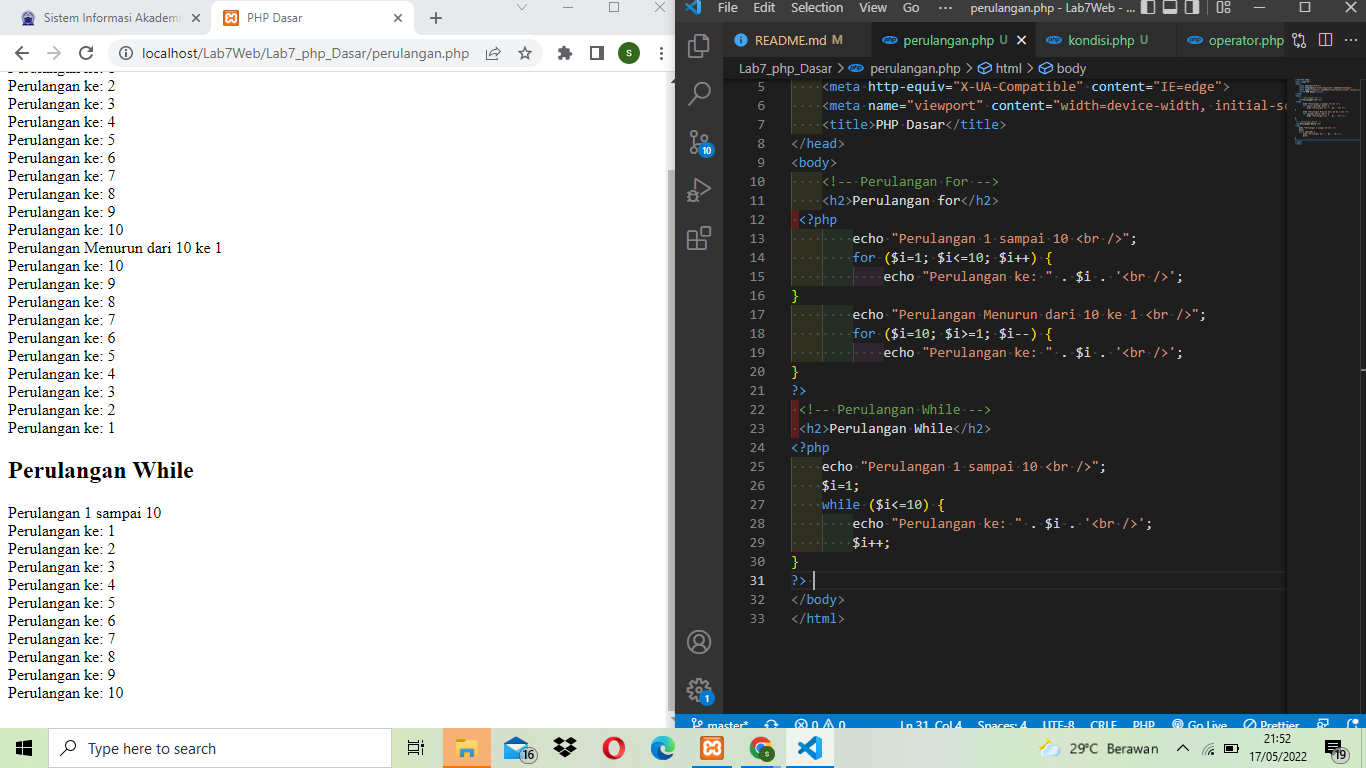 Sistem Informasi Akademi
PHP Dasar
localhost/Lab7Web/Lab7_php_Dasar/perulangan.php
S
Perulangan ke: 2
Perulangan ke: 3
Perulangan ke: 4
Perulangan ke: 5
Perulangan ke: 6
Perulangan ke: 7
Perulangan ke: 8
Perulangan ke: 9
Perulangan ke: 10
Perulangan Menurun dari 10 ke 1
Perulangan ke: 10
Perulangan ke: 9
Perulangan ke: 8
Perulangan ke: 7
Perulangan ke: 6
Perulangan ke: 5
Perulangan ke: 4
Perulangan ke: 3
Perulangan ke: 2
Perulangan ke: 1
Perulangan While
Perulangan 1 sampai 10
Perulangan ke: 1
Perulangan ke: 2
Perulangan ke: 3
Perulangan ke: 4
Perulangan ke: 5
Perulangan ke: 6
Perulangan ke: 7
Perulangan ke: 8
Perulangan ke: 9
Perulangan ke: 10
File Edit Selection View Go ··· perulangan.php - Lab7Web - ...
README.md M perulangan.php U kondisi.php U operator.php
Lab7_php_Dasar > perulangan.php > html > body
10
1
5 <meta http-equiv="X-UA-Compatible" content="IE=edge">
6 <meta name="viewport" content="width=device-width, initial-sc
7 <title>PHP Dasar</title>
8 </head>
9 <body>
10 <!-- Perulangan For -->
11 <h2>Perulangan for</h2>
12 <?php
13 echo "Perulangan 1 sampai 10 <br />";
14 for ($i=1; $i<=10; $i++) {
15 echo "Perulangan ke: " . $i . '<br />';
16 }
17 echo "Perulangan Menurun dari 10 ke 1 <br />";
18 for ($i=10; $i>=1; $i--) {
19 echo "Perulangan ke: " . $i . '<br />';
20 }
21 ?>
22 <!-- Perulangan While -->
23 <h2>Perulangan While</h2>
24 <?php
25 echo "Perulangan 1 sampai 10 <br />";
26 $i=1;
27 while ($i<=10) {
28 echo "Perulangan ke: " . $i . '<br />';
29 $i++;
30 }
31 ?>
32 </body>
33 </html>
master* 0 0 Ln 31, Col 4 Spaces: 4 UTF-8 CRLF PHP Go Live Prettier
Type here to search
16
S
29°C Berawan
21:52
17/05/2022
19